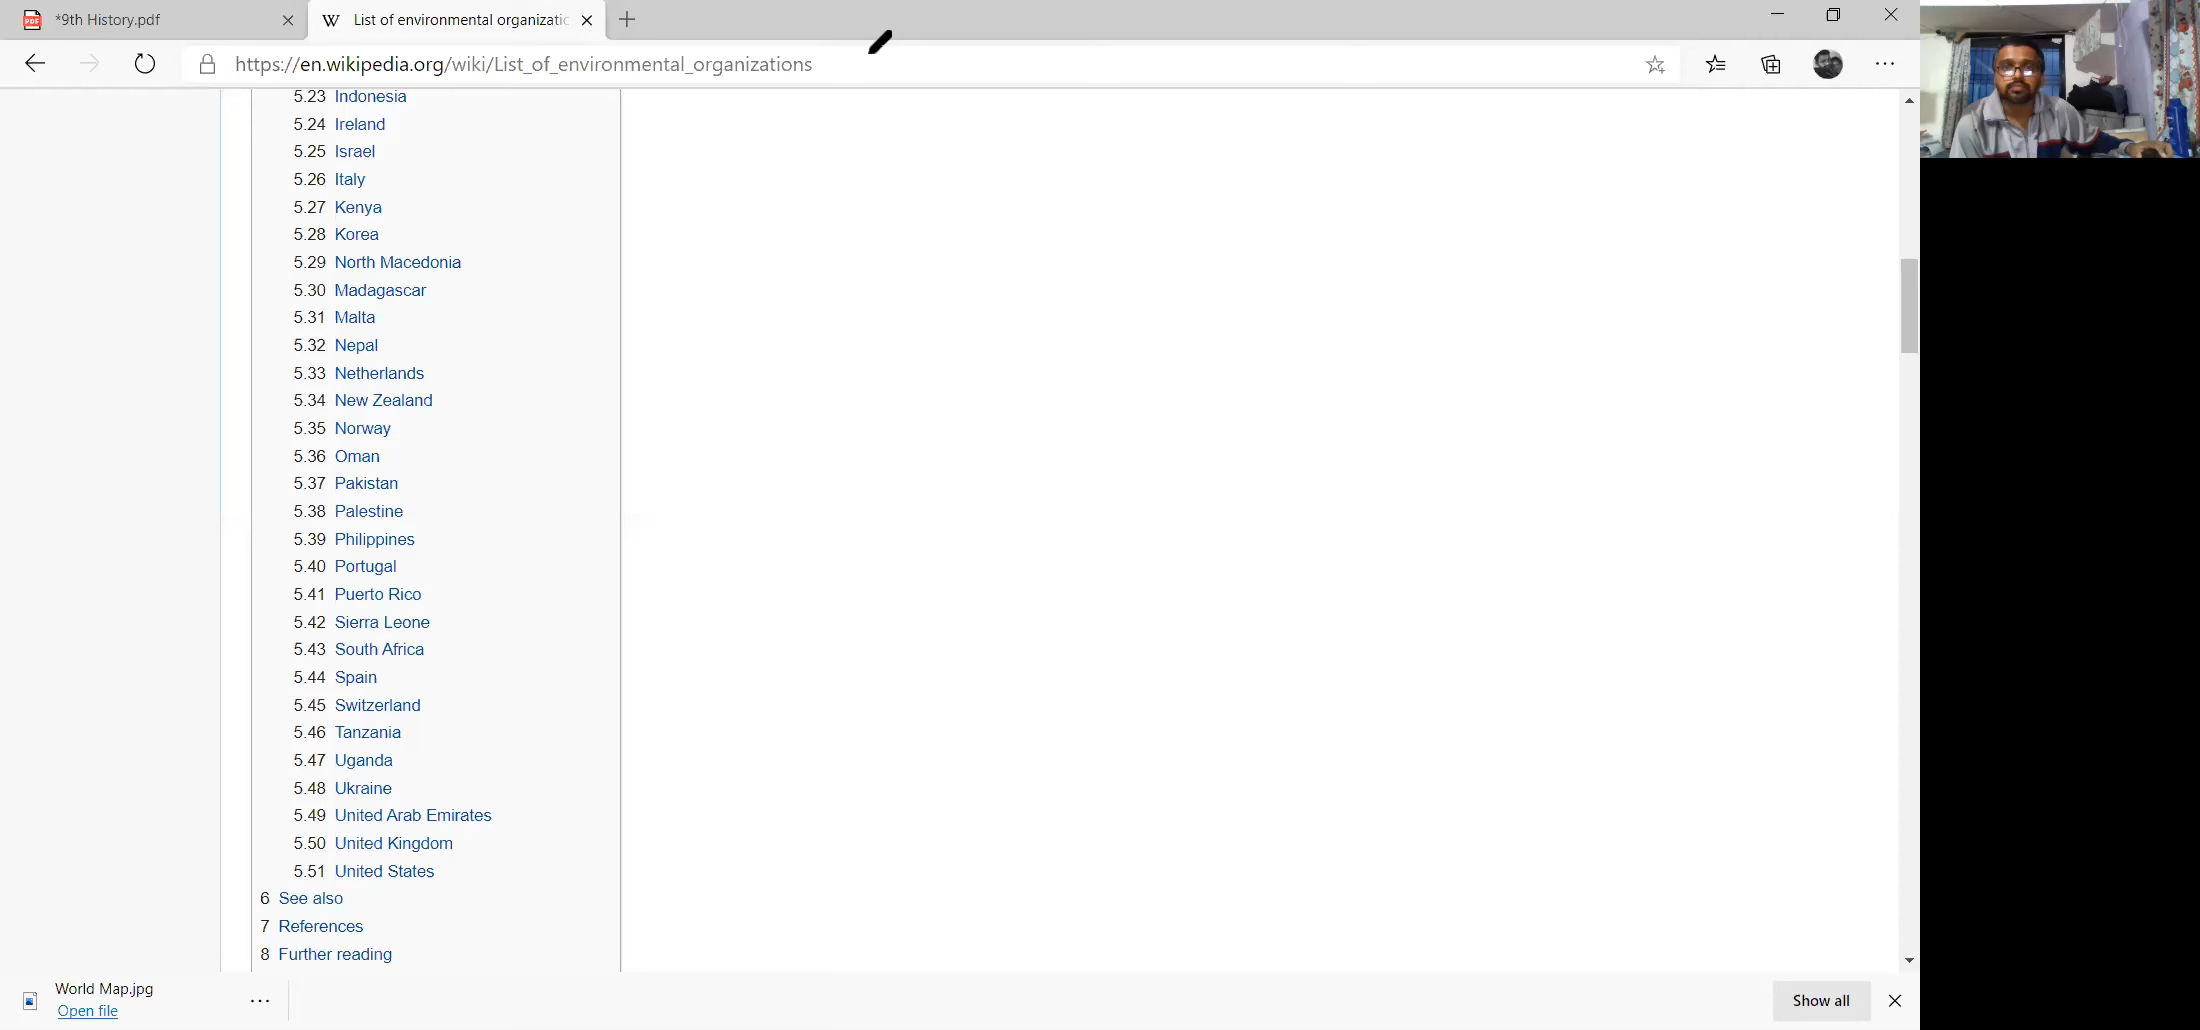 *9th History.pdf
W List of environmental organizatio
https://en.wikipedia.org/wiki/List_of_environmental_organizations
5.23 Indonesia
5.24 Ireland
5.25 Israel
5.26 Italy
5.27 Kenya
5.28 Korea
5.29 North Macedonia
5.30 Madagascar
5.31 Malta
5.32 Nepal
5.33 Netherlands
5.34 New Zealand
5.35 Norway
5.36 Oman
5.37 Pakistan
5.38 Palestine
5.39 Philippines
5.40 Portugal
5.41 Puerto Rico
5.42 Sierra Leone
5.43 South Africa
5.44 Spain
5.45 Switzerland
5.46 Tanzania
5.47 Uganda
5.48 Ukraine
5.49 United Arab Emirates
5.50 United Kingdom
5.51 United States
6 See also
7 References
8 Further reading
World Map.jpg
Open file
Show all